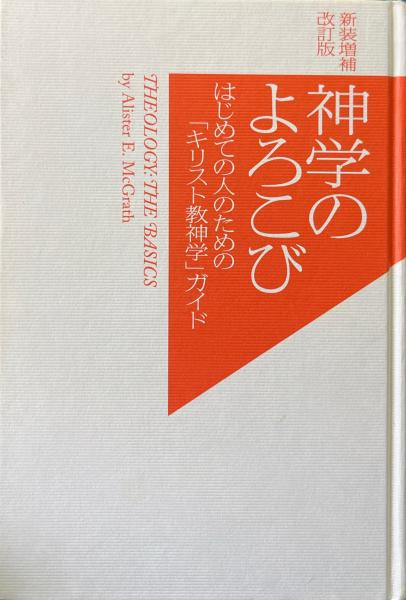 新装増補
改訂版
神学の
よろこび
はじめての人のための
「キリスト教神学」ガイド
THEOLOGY: THE BASICS
by Alister E. McGrath